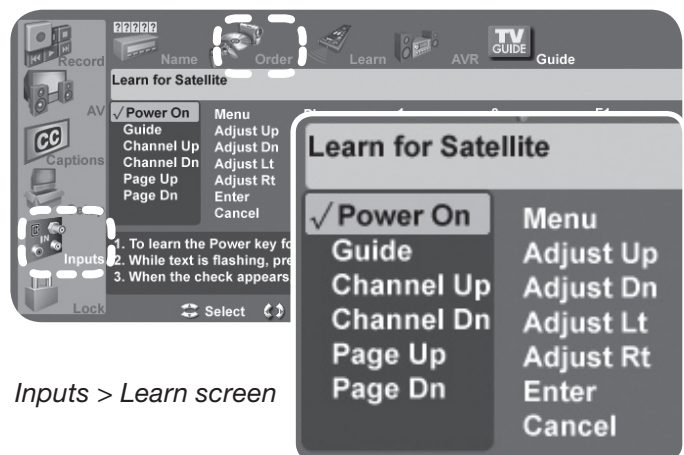 ?????
Record
Name
Order
Learn
AVR
TV
GUIDE
Guide
Learn for Satellite
AV
√ Power On
Guide
Channel Up
Channel Dn
Page Up
Page Dn
Menu
Adjust Up
Adjust Dn
Adjust Lt
Adjust Rt
Enter
Cancel
CC
Captions
IN
Inputs
Lock
1. To learn the Power key fo
2. While text is flashing, pre
3. When the check appears
Select
Learn for Satellite
√ Power On
Guide
Channel Up
Channel Dn
Page Up
Page Dn
Menu
Adjust Up
Adjust Dn
Adjust Lt
Adjust Rt
Enter
Cancel
Inputs > Learn screen